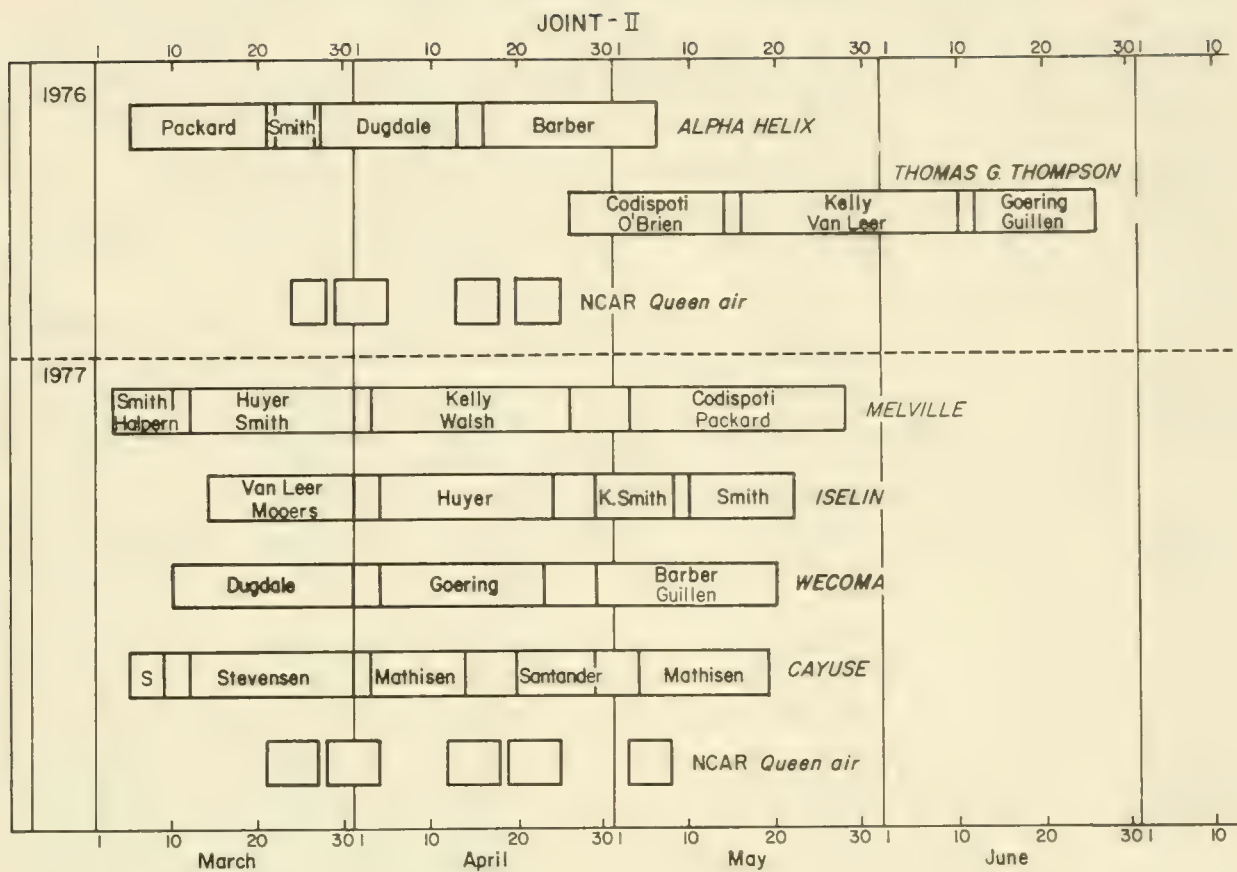 JOINT-II
1 10 20 30 1 10 20 30 1 10 20 30 1 10 20 30 1 10
1976
Packard Smith Dugdale Barber ALPHA HELIX
THOMAS G. THOMPSON
Codispoti Kelly Goering
O'Brien Van Leer Guillen
NCAR Queen air
1977
Smith Huyer Kelly Codispoti
Halpern Smith Walsh Packard MELVILLE
Van Leer
Mooers Huyer K.Smith Smith ISELIN
Dugdale Goering Barber WECOMA
Guillen
S Stevensen Mathisen Santander Mathisen CAYUSE
NCAR Queen air
10 20 30 1 10 20 30 1 10 20 30 1 10 20 30 1 10
March April May June